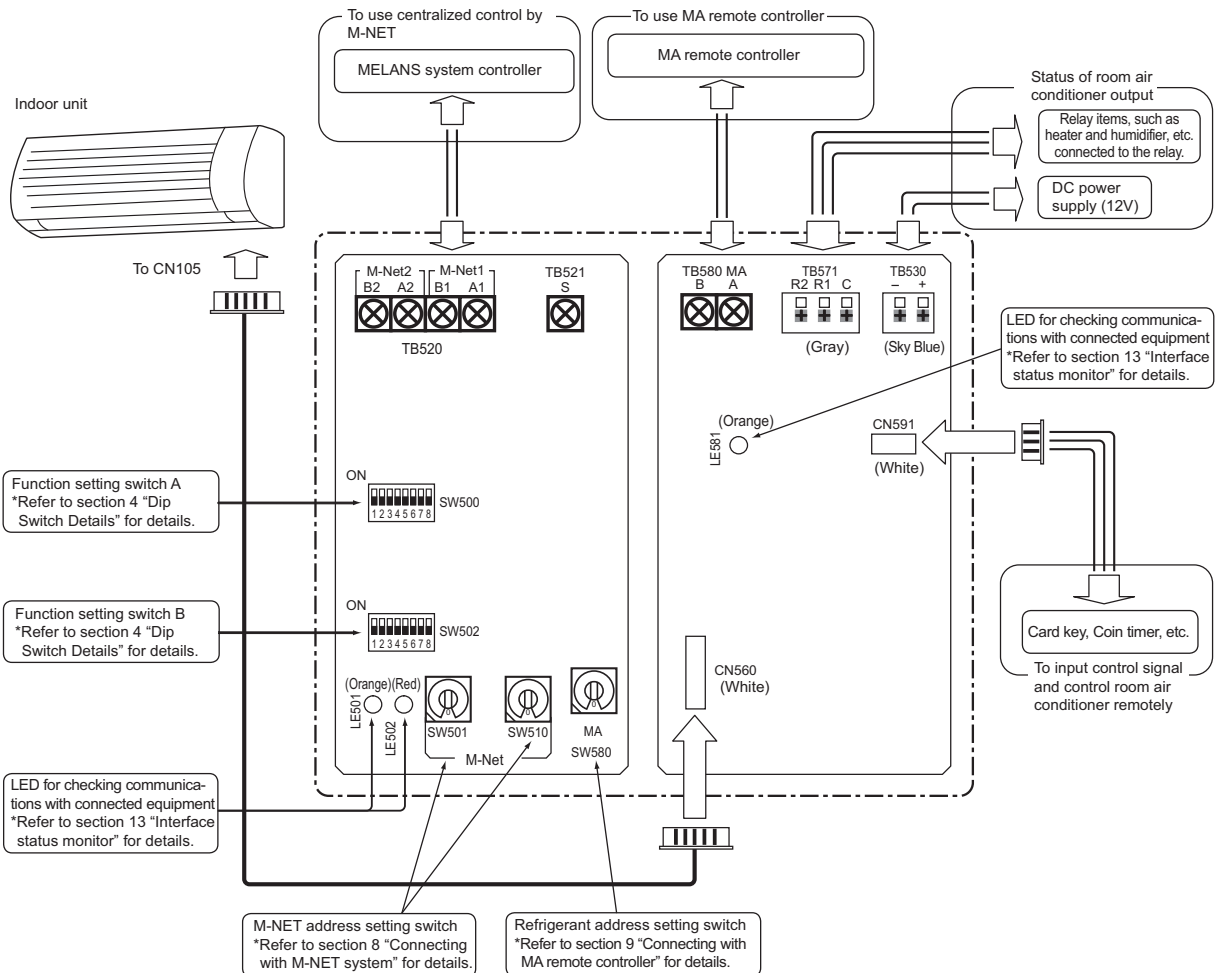 To use centralized control by
M-NET
MELANS system controller
To use MA remote controller
MA remote controller
Status of room air
conditioner output
Relay items, such as
heater and humidifier, etc.
connected to the relay.
DC power
supply (12V)
Indoor unit
To CN105
M-Net2 M-Net1
B2 A2 B1 A1
TB520
TB521
S
TB580 MA
B A
TB571
R2 R1 C
(Gray)
TB530
– +
(Sky Blue)
LED for checking communica-
tions with connected equipment
*Refer to section 13 “Interface
status monitor” for details.
(Orange)
LE581
CN591
(White)
Function setting switch A
*Refer to section 4 “Dip
Switch Details” for details.
ON
1 2 3 4 5 6 7 8
SW500
Function setting switch B
*Refer to section 4 “Dip
Switch Details” for details.
ON
1 2 3 4 5 6 7 8
SW502
Card key, Coin timer, etc.
To input control signal
and control room air
conditioner remotely
CN560
(White)
(Orange) (Red)
LE501
LE502
SW501
SW510
M-Net
MA
SW580
LED for checking communica-
tions with connected equipment
*Refer to section 13 “Interface
status monitor” for details.
M-NET address setting switch
*Refer to section 8 “Connecting
with M-NET system” for details.
Refrigerant address setting switch
*Refer to section 9 “Connecting with
MA remote controller” for details.